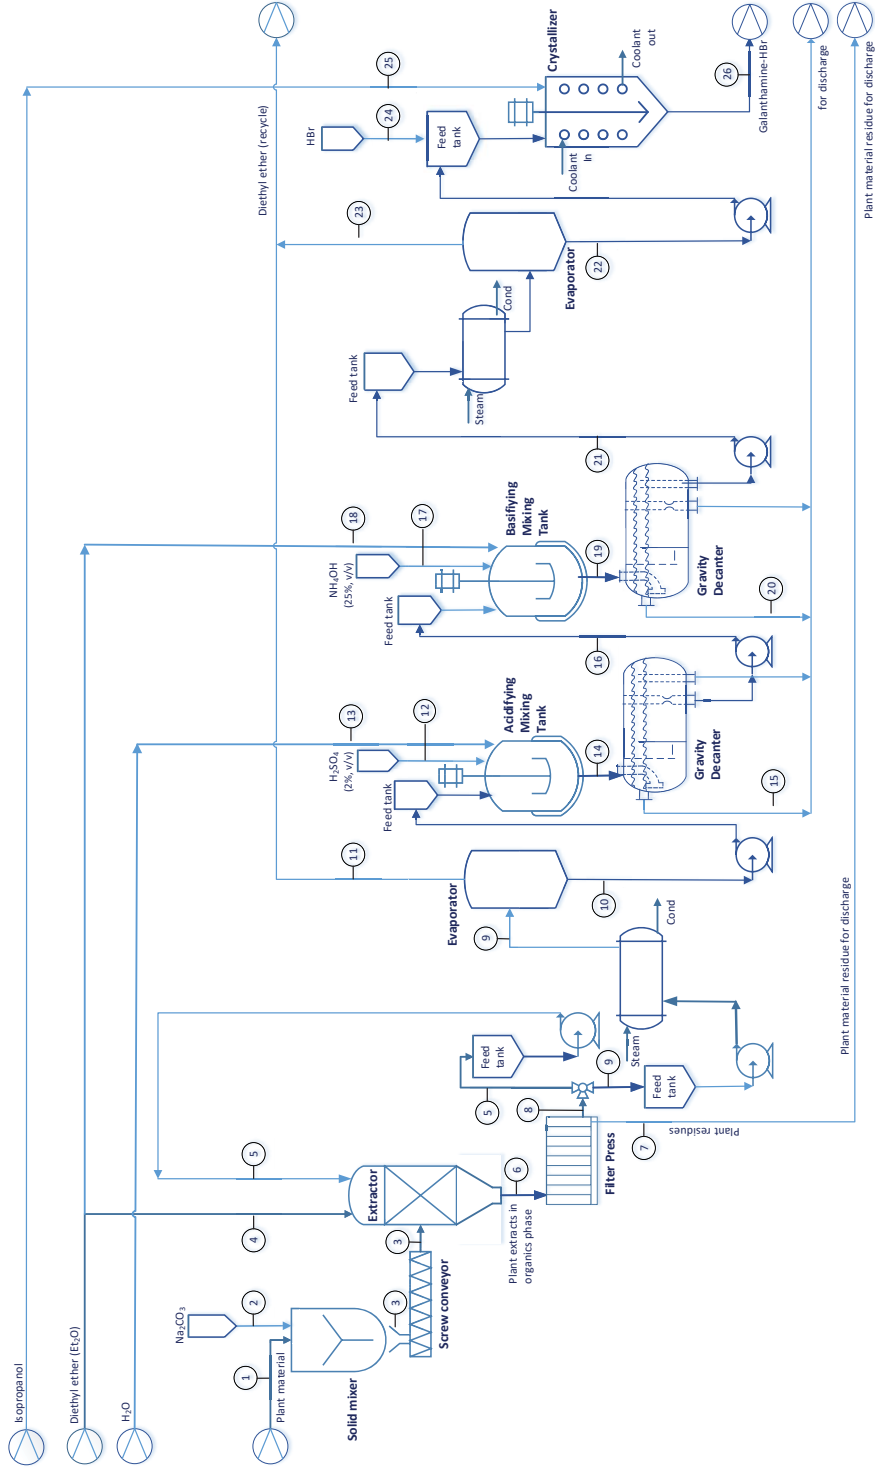 Isopropanol
Diethyl ether (Et₂O)
H₂O
Plant material
1
Na₂CO₃
2
Solid mixer
3
Screw conveyor
3
4
5
Extractor
6
Plant extracts in
organics phase
Filter Press
7
Plant residues
8
5
9
Feed
tank
Feed
tank
Steam
Cond
9
Evaporator
10
11
Diethyl ether (recycle)
Feed tank
H₂SO₄
(2%, v/v)
12
13
Acidifying
Mixing
Tank
14
Gravity
Decanter
15
16
Feed tank
NH₄OH
(25%, v/v)
17
18
Basifiying
Mixing
Tank
19
Gravity
Decanter
20
21
Feed tank
Steam
Cond
Evaporator
22
23
HBr
24
25
Feed
tank
Crystallizer
Coolant
In
Coolant
out
26
Galanthamine-HBr
for discharge
Plant material residue for discharge
Plant material residue for discharge